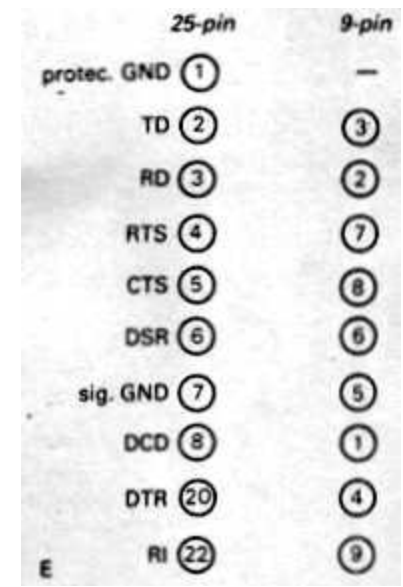 25-pin 9-pin
protec. GND 1 —
TD 2 3
RD 3 2
RTS 4 7
CTS 5 8
DSR 6 6
sig. GND 7 5
DCD 8 1
DTR 20 4
E RI 22 9